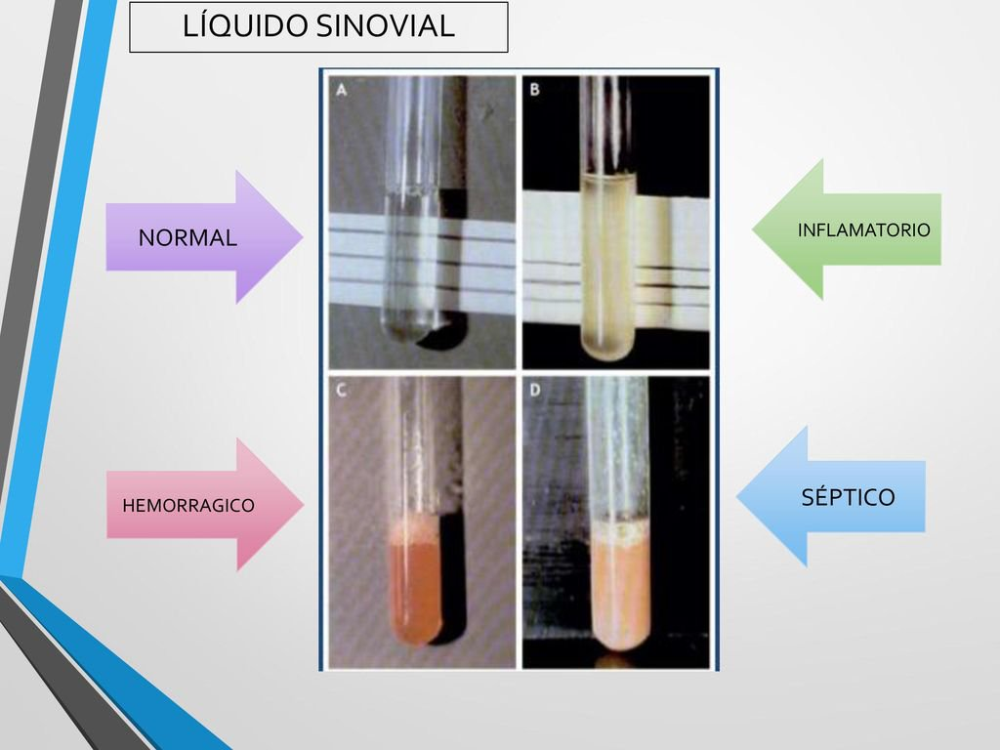 LÍQUIDO SINOVIAL
A
B
NORMAL
INFLAMATORIO
C
D
HEMORRAGICO
SÉPTICO